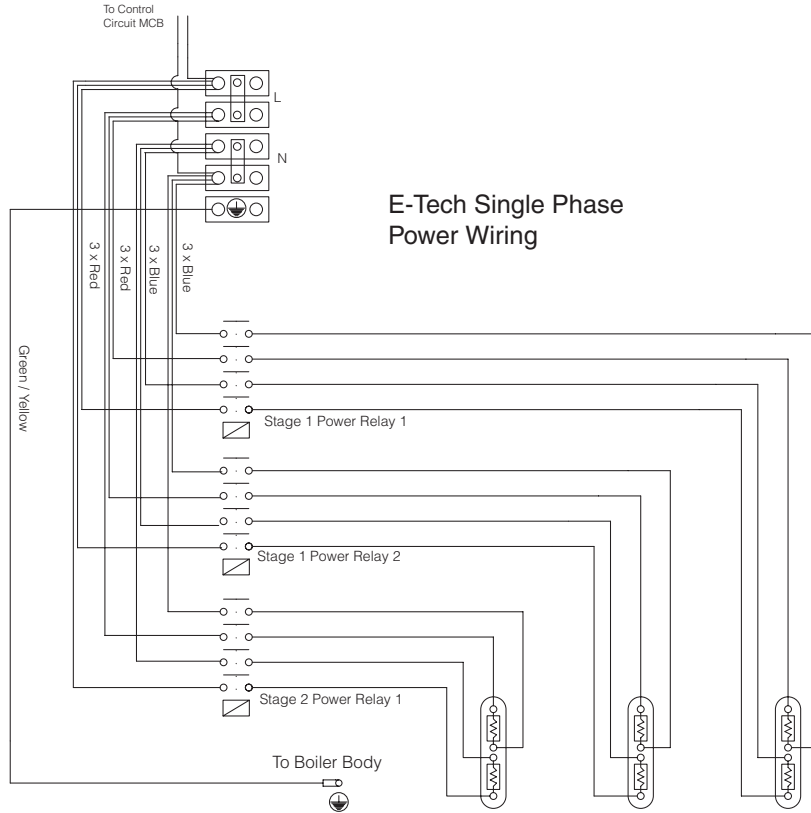 To Control
Circuit MCB
L
N
E-Tech Single Phase
Power Wiring
3 x Red
3 x Red
3 x Blue
3 x Blue
Green / Yellow
Stage 1 Power Relay 1
Stage 1 Power Relay 2
Stage 2 Power Relay 1
To Boiler Body